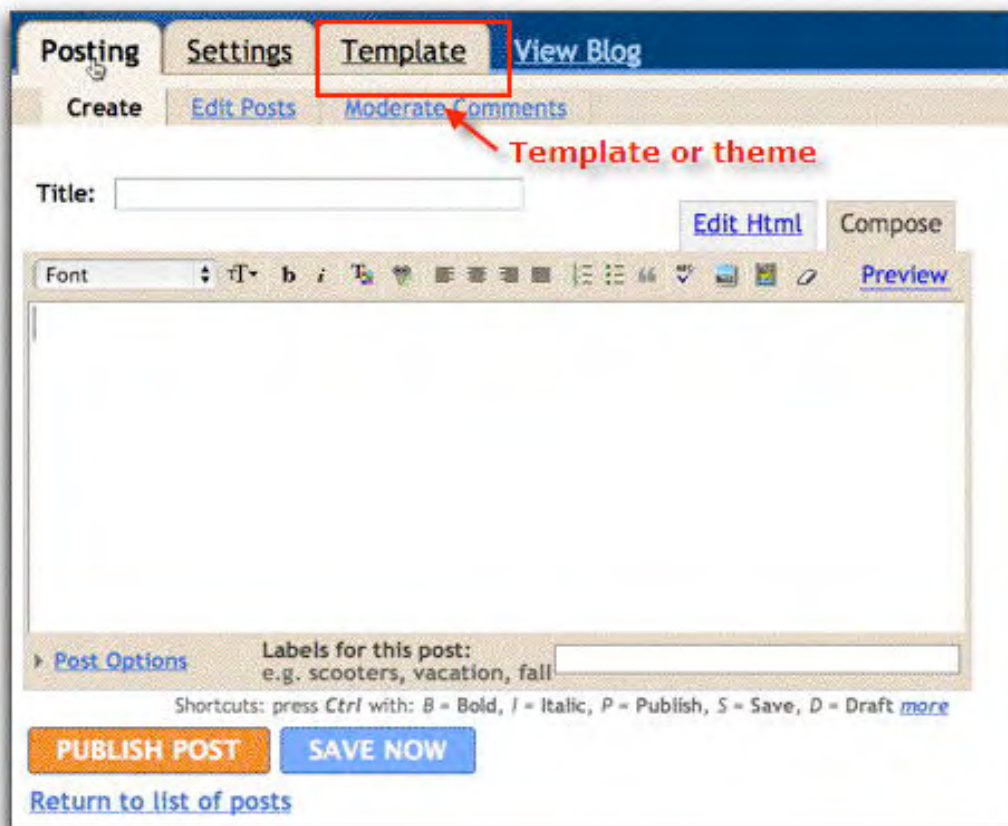 Posting Settings Template View Blog
Create Edit Posts Moderate Comments
Template or theme
Title:
Edit Html Compose
Font T b i Preview
Post Options Labels for this post:
e.g. scooters, vacation, fall
Shortcuts: press Ctrl with: B = Bold, I = Italic, P = Publish, S = Save, D = Draft more
PUBLISH POST SAVE NOW
Return to list of posts